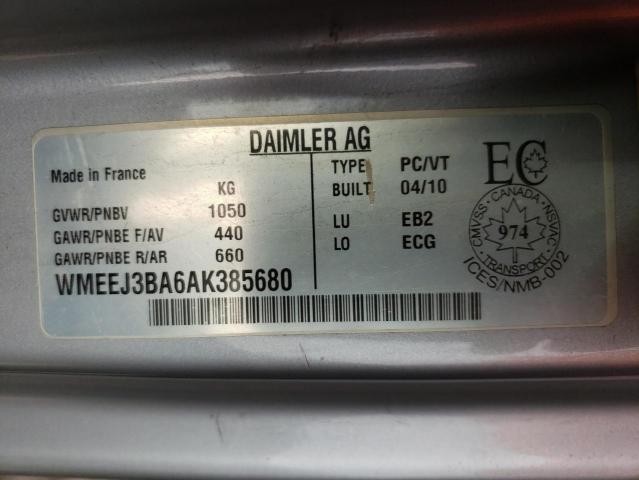 DAIMLER AG
Made in France
KG
GVWR/PNBV 1050
GAWR/PNBE F/AV 440
GAWR/PNBE R/AR 660
WMEEJ3BA6AK385680
TYPE PC/VT
BUILT 04/10
LU EB2
LO ECG
EC
CMVSS · CANADA · NSVAC
974
TRANSPORT
ICES/NMB-002